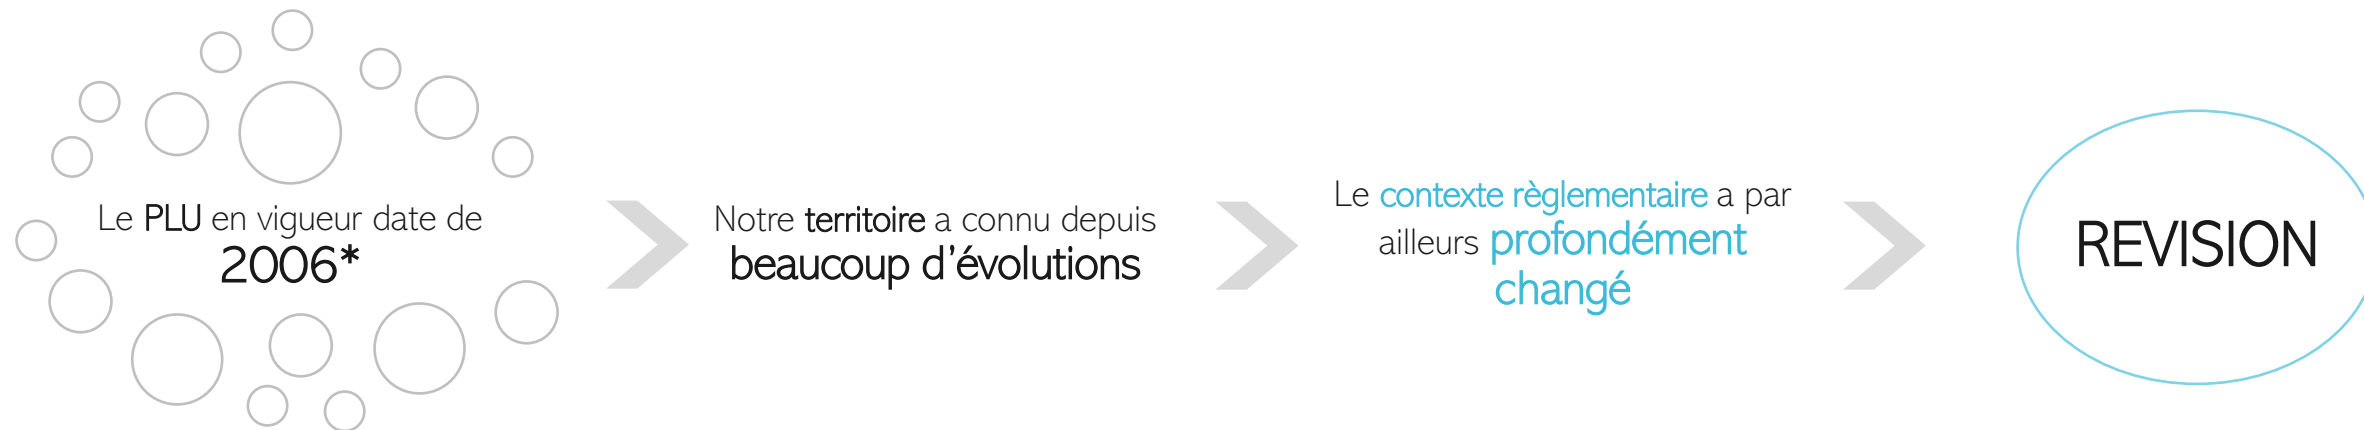 Le PLU en vigueur date de
2006*
Notre territoire a connu depuis
beaucoup d'évolutions
Le contexte règlementaire a par
ailleurs profondément
changé
REVISION